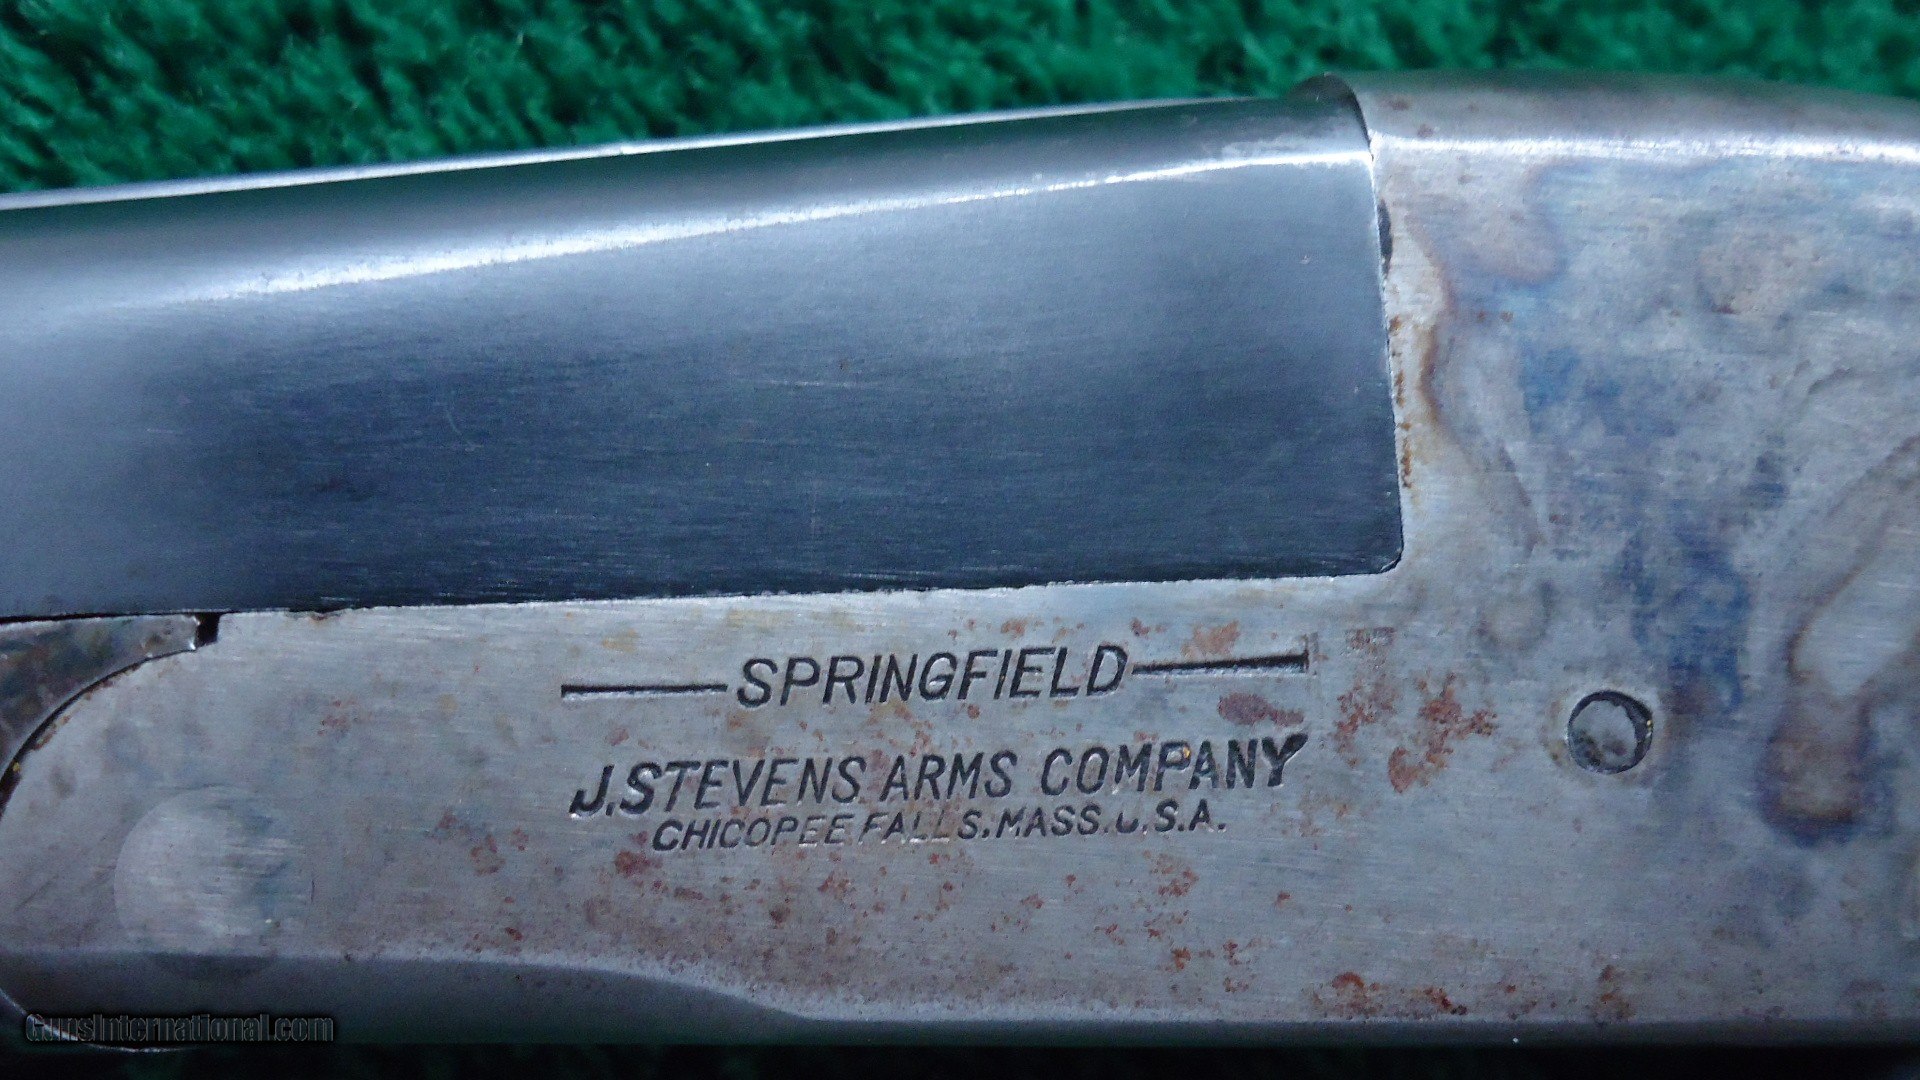 SPRINGFIELD
J. STEVENS ARMS COMPANY
CHICOPEE FALLS, MASS. U.S.A.
GunsInternational.com